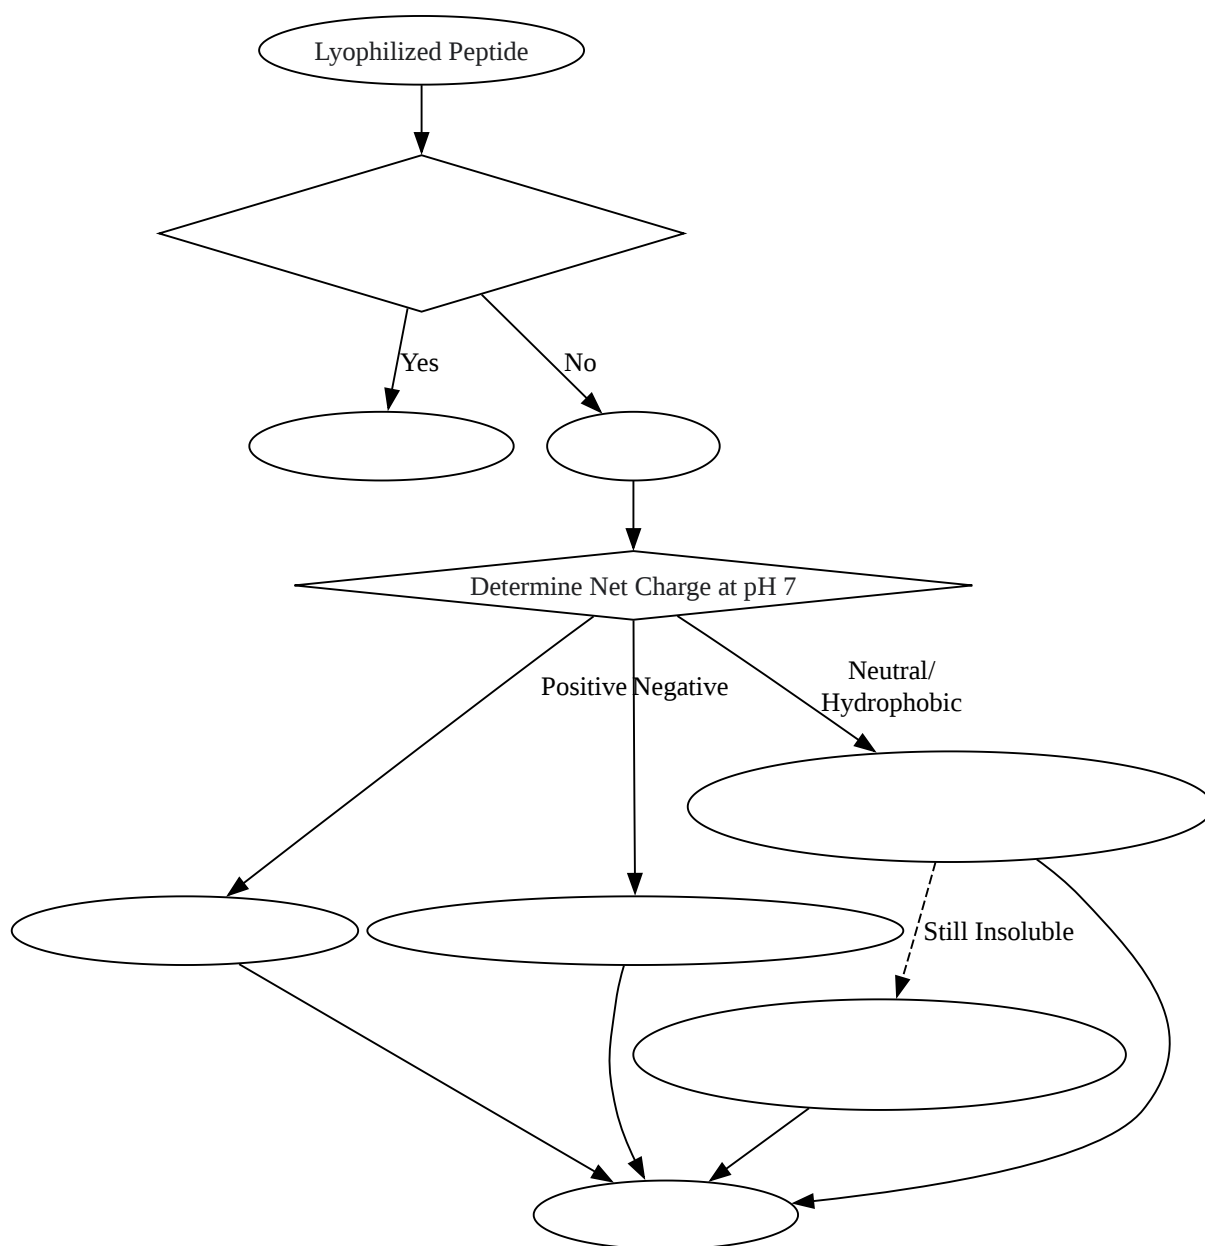 Lyophilized Peptide
Yes
No
Determine Net Charge at pH 7
Positive
Negative
Neutral/
Hydrophobic
Still Insoluble